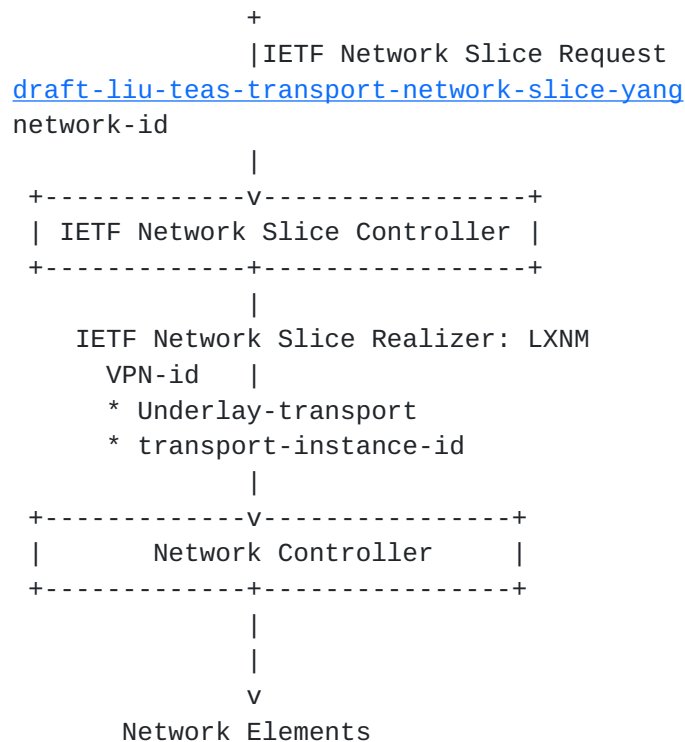 +
|IETF Network Slice Request
draft-liu-teas-transport-network-slice-yang
network-id
|
+-------------v-----------------+
| IETF Network Slice Controller |
+-------------+-----------------+
|
IETF Network Slice Realizer: LXNM
VPN-id |
* Underlay-transport
* transport-instance-id
|
+-------------v----------------+
| Network Controller |
+-------------+----------------+
|
|
v
Network Elements